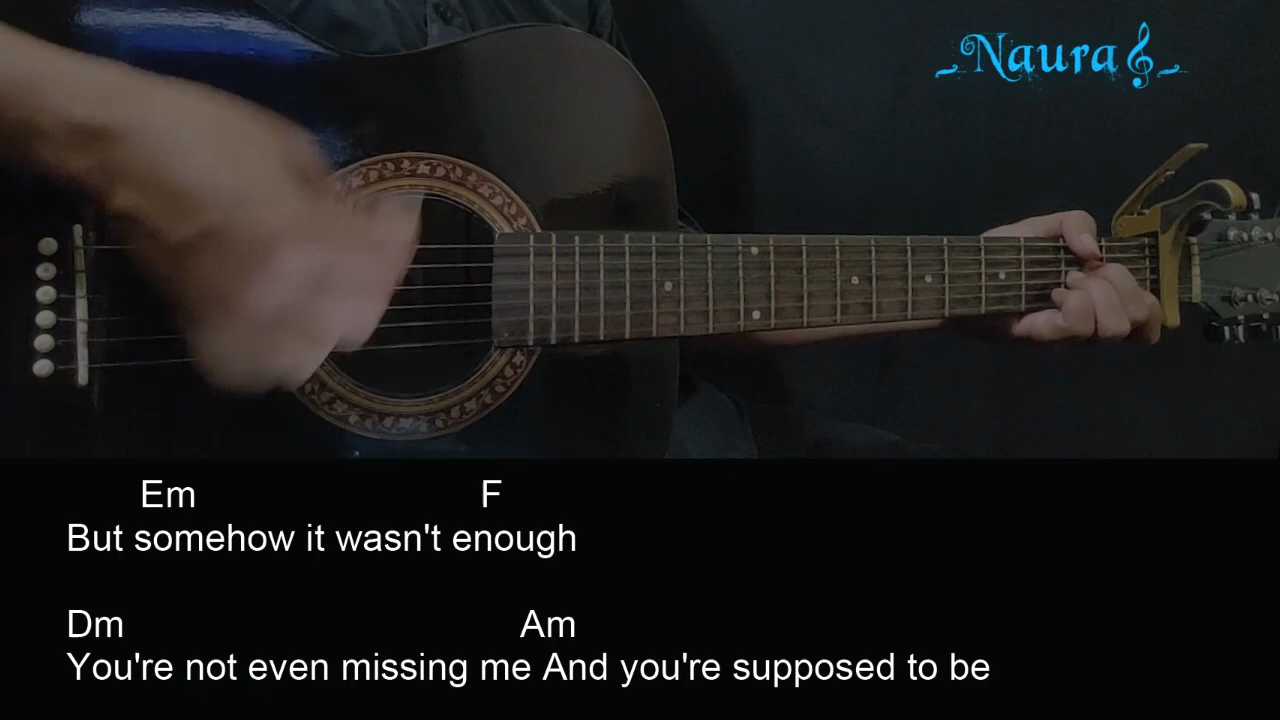 Naura
Em F
But somehow it wasn't enough
Dm Am
You're not even missing me And you're supposed to be